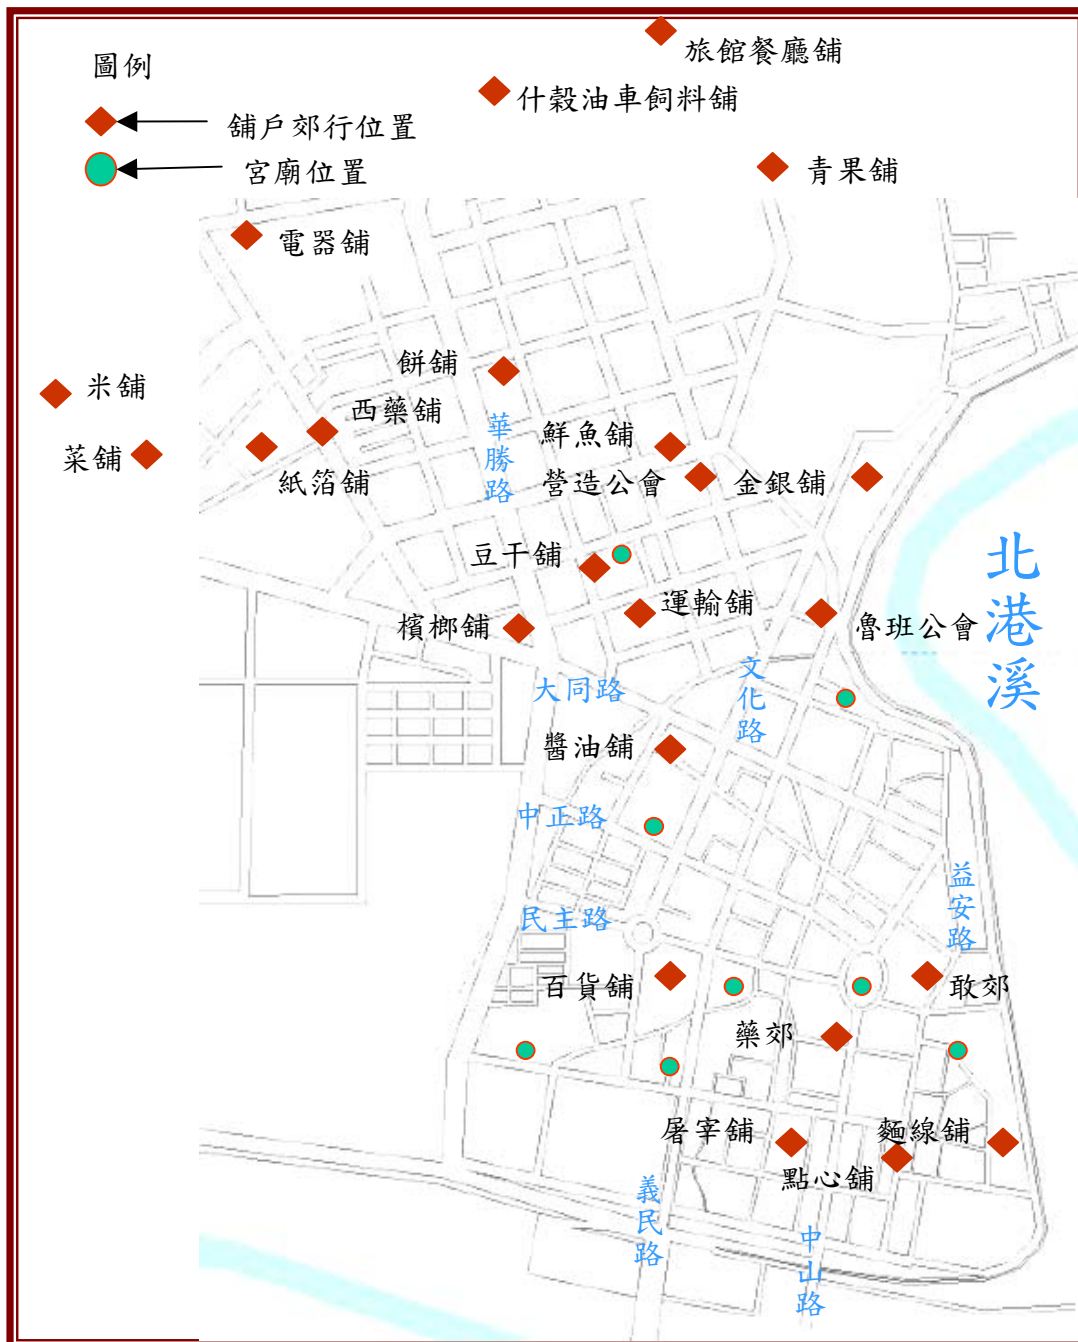 旅館餐廳舖
圖例
什穀油車飼料舖
舖戶郊行位置
宮廟位置
青果舖
電器舖
餅舖
米舖
西藥舖
華勝路
鮮魚舖
菜舖
紙箔舖
營造公會
金銀舖
北港溪
豆干舖
運輸舖
檳榔舖
魯班公會
文化路
大同路
醬油舖
中正路
益安路
民主路
百貨舖
敢郊
藥郊
屠宰舖
麵線舖
點心舖
義民路
中山路